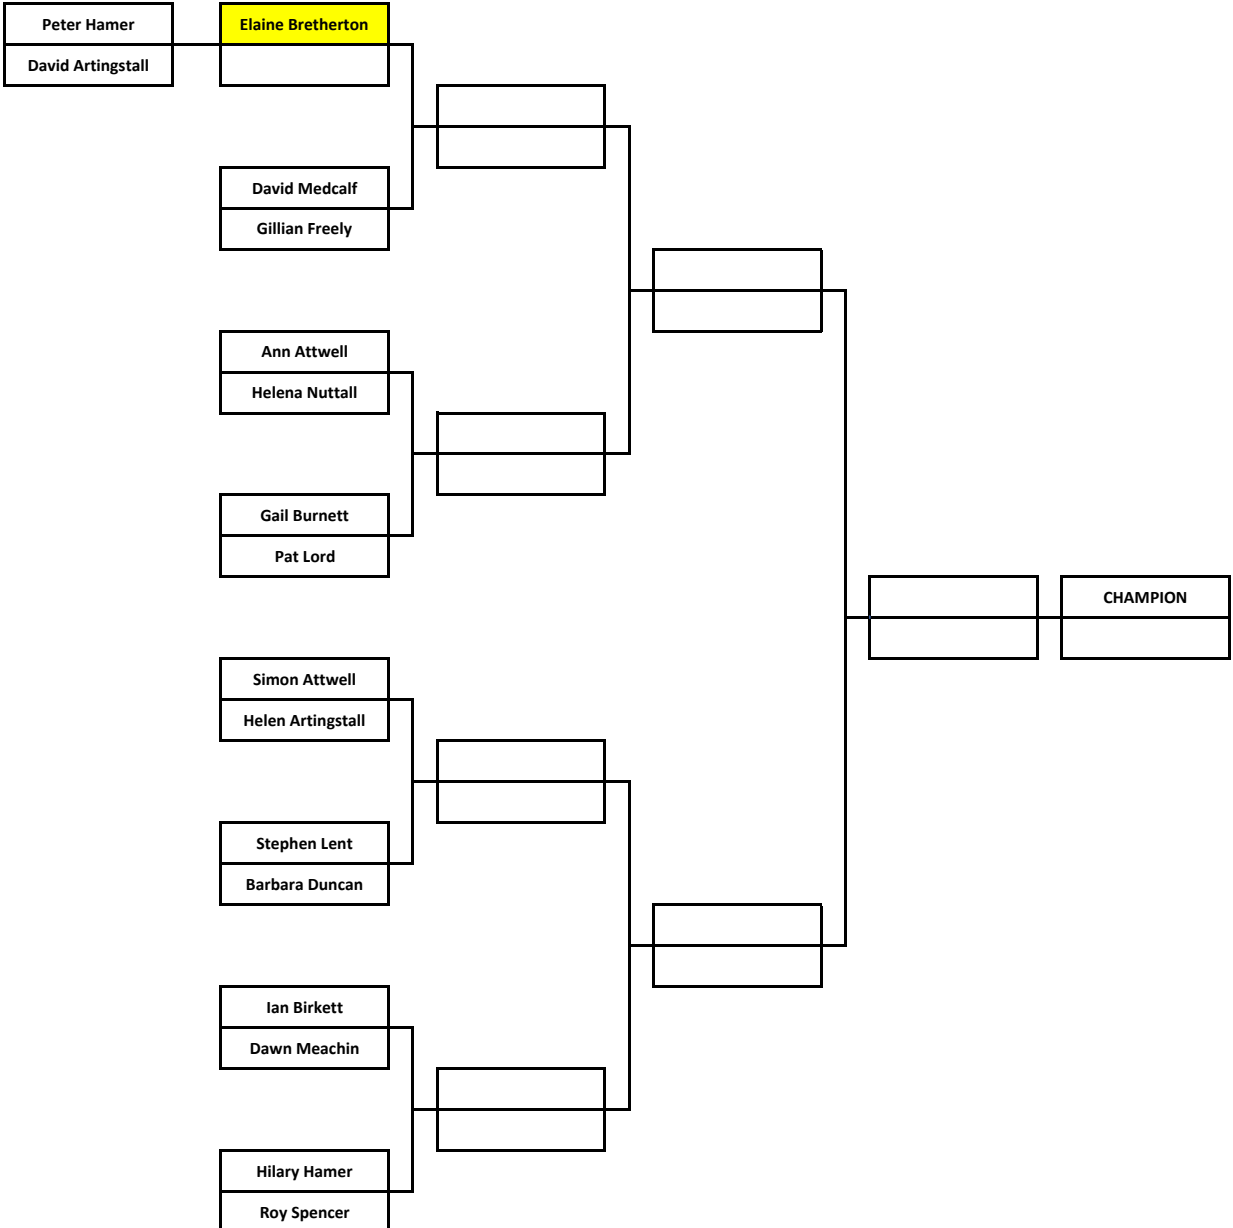 Peter Hamer
David Artingstall
Elaine Bretherton
David Medcalf
Gillian Freely
Ann Attwell
Helena Nuttall
Gail Burnett
Pat Lord
Simon Attwell
Helen Artingstall
Stephen Lent
Barbara Duncan
Ian Birkett
Dawn Meachin
Hilary Hamer
Roy Spencer
CHAMPION